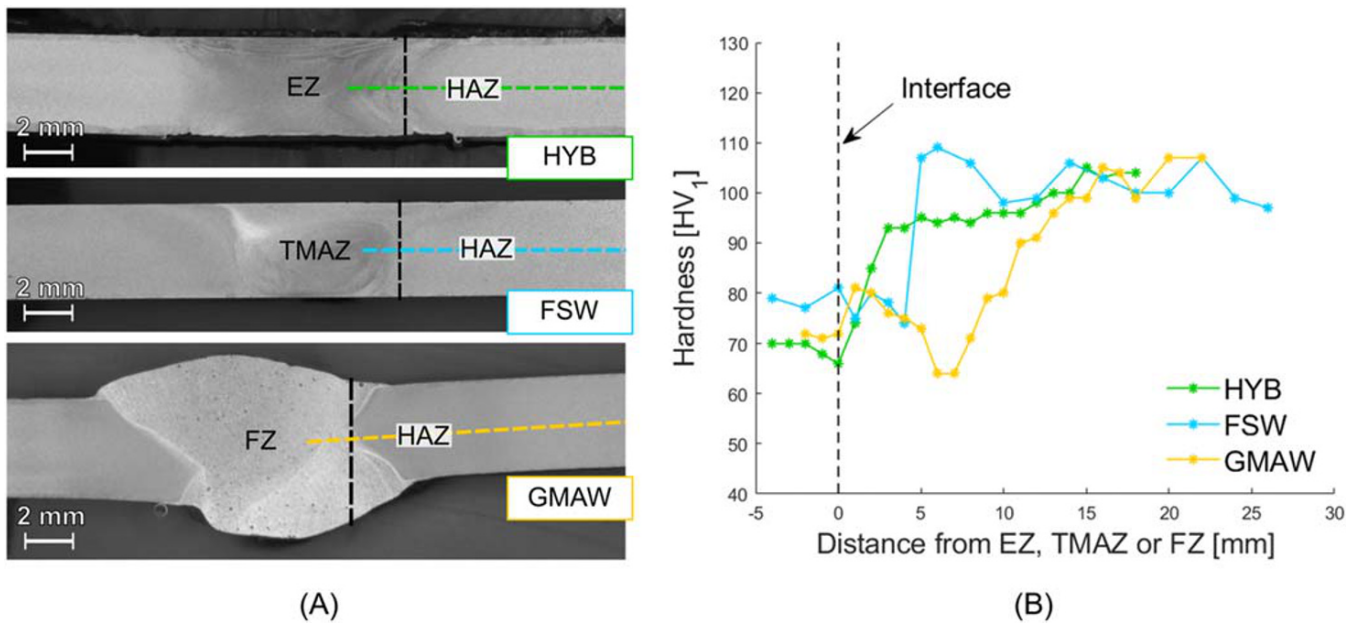 EZ
HAZ
2 mm
HYB
TMAZ
HAZ
2 mm
FSW
FZ
HAZ
2 mm
GMAW
(A)
130
120
110
100
90
80
70
60
50
40
Hardness [HV1]
Interface
HYB
FSW
GMAW
-5 0 5 10 15 20 25 30
Distance from EZ, TMAZ or FZ [mm]
(B)